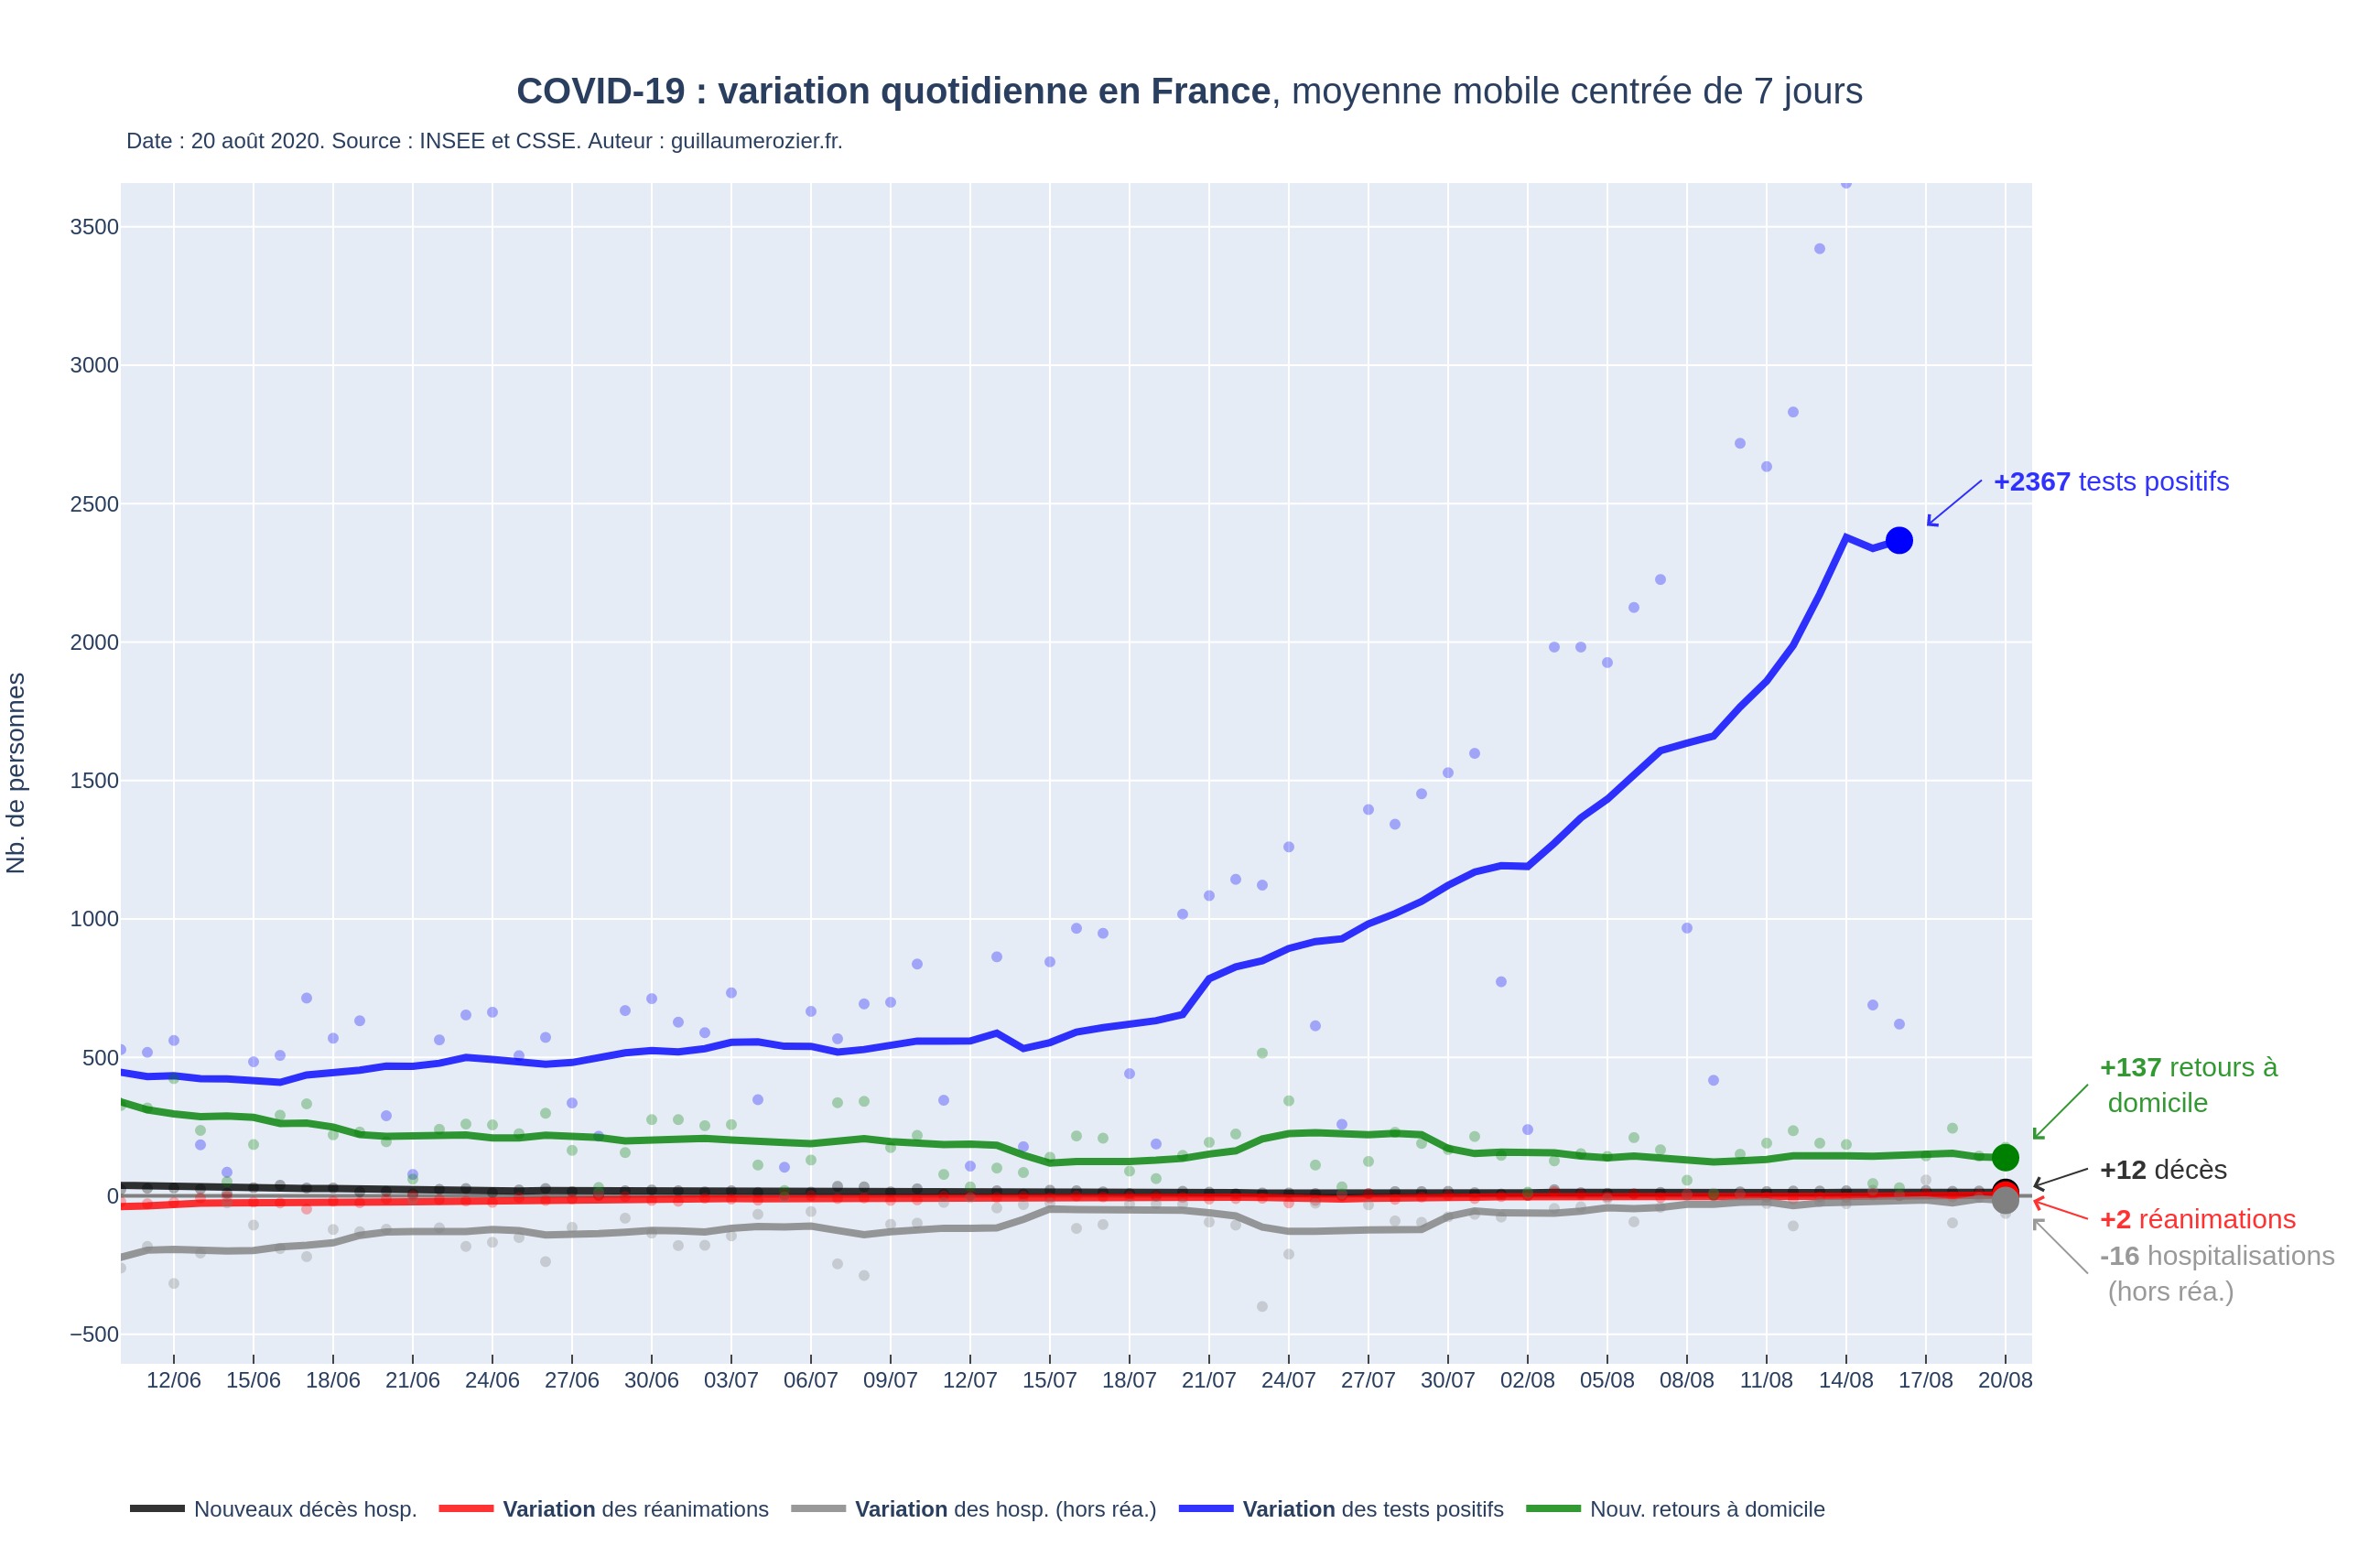 COVID-19 : variation quotidienne en France, moyenne mobile centrée de 7 jours
Date : 20 août 2020. Source : INSEE et CSSE. Auteur : guillaumerozier.fr.
Nb. de personnes
3500
3000
2500
2000
1500
1000
500
0
−500
+2367 tests positifs
+137 retours à
domicile
+12 décès
+2 réanimations
-16 hospitalisations
(hors réa.)
12/06 15/06 18/06 21/06 24/06 27/06 30/06 03/07 06/07 09/07 12/07 15/07 18/07 21/07 24/07 27/07 30/07 02/08 05/08 08/08 11/08 14/08 17/08 20/08
Nouveaux décès hosp. Variation des réanimations Variation des hosp. (hors réa.) Variation des tests positifs Nouv. retours à domicile